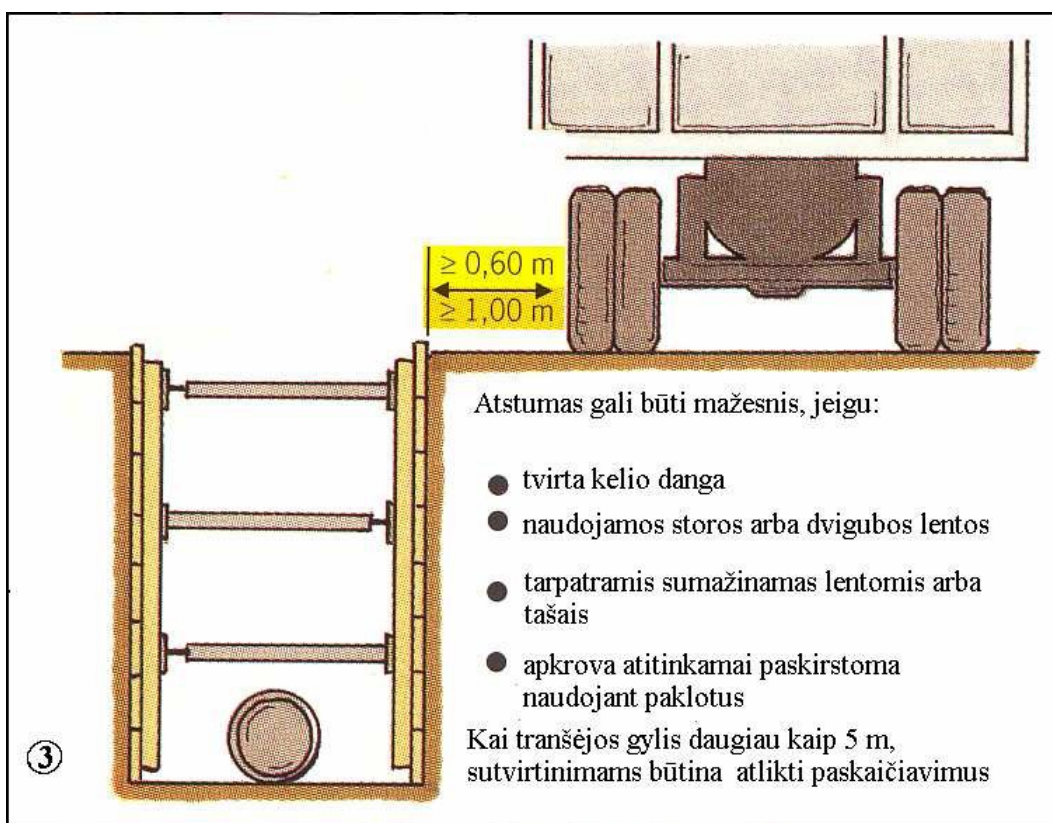 ≥ 0,60 m
≥ 1,00 m
Atstumas gali būti mažesnis, jeigu:
● tvirta kelio danga
● naudojamos storos arba dvigubos lentos
● tarpatramis sumažinamas lentomis arba
tašais
● apkrova atitinkamai paskirstoma
naudojant paklotus
Kai tranšėjos gylis daugiau kaip 5 m,
sutvirtinimams būtina atlikti paskaičiavimus
3